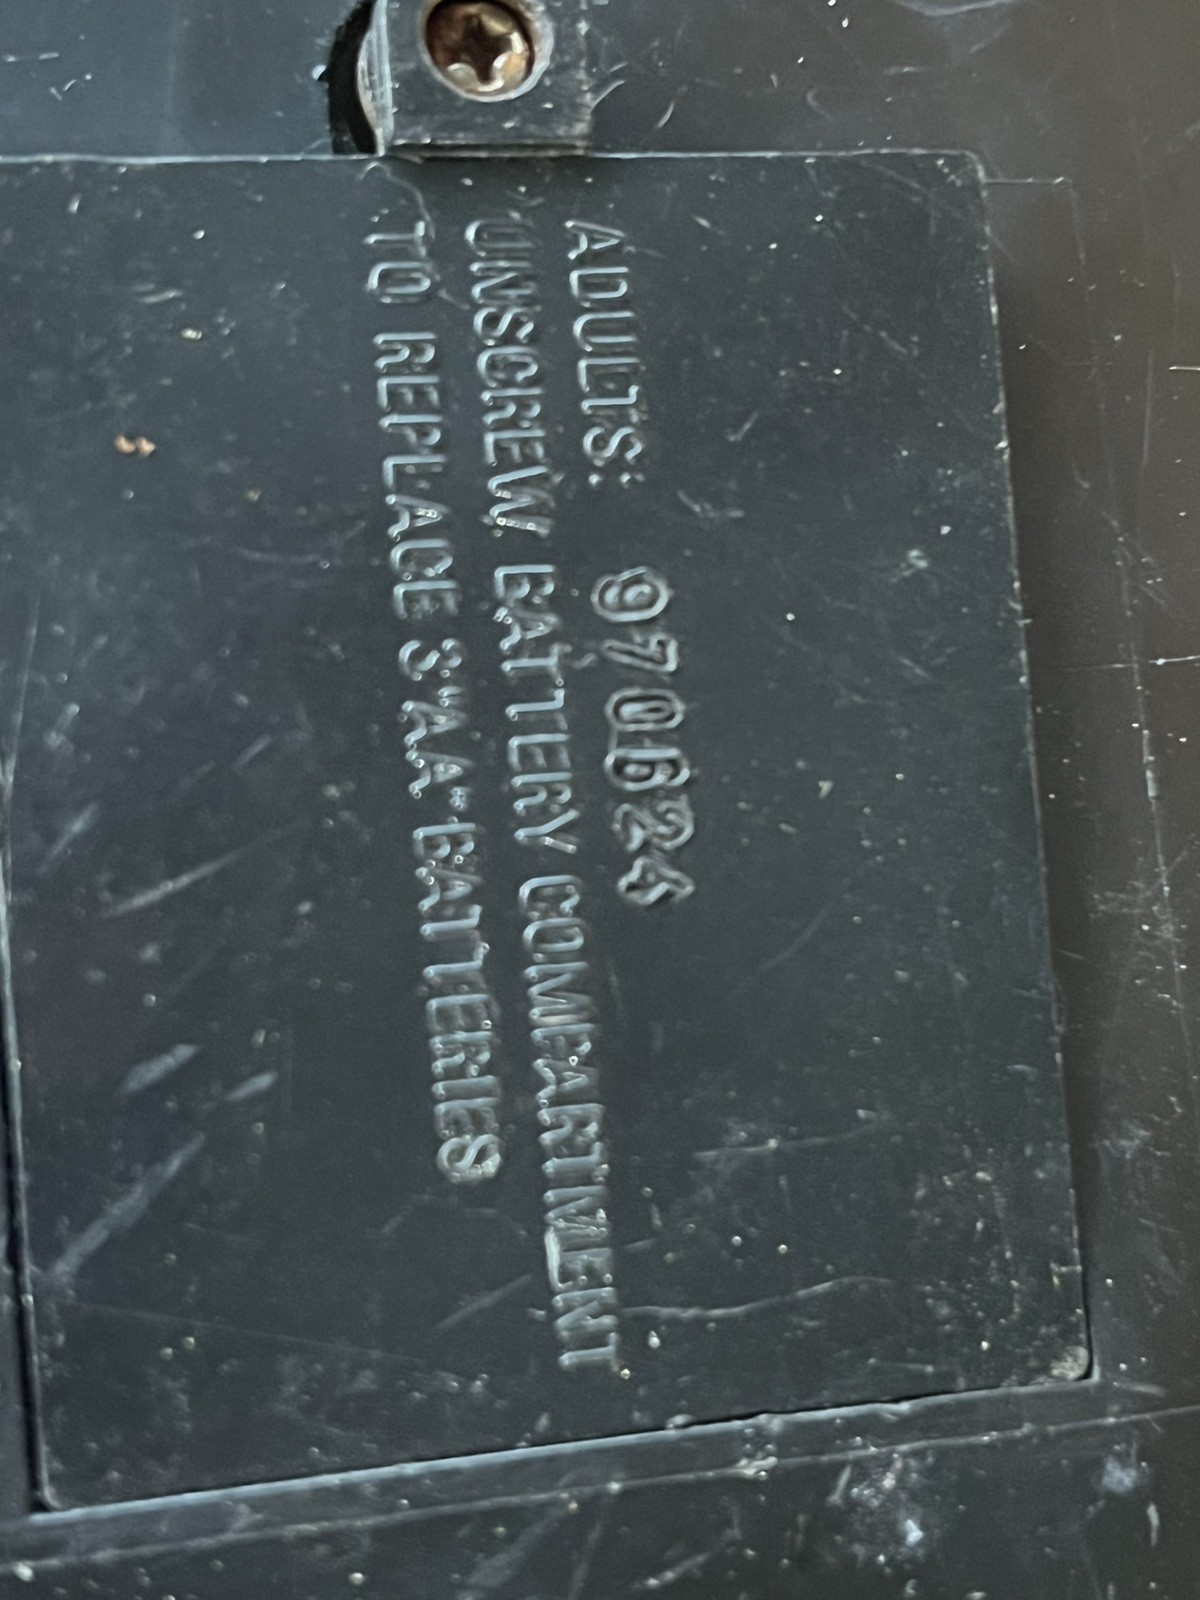 ADULTS: 970624
UNSCREW BATTERY COMPARTMENT
TO REPLACE 3"AA"BATTERIES